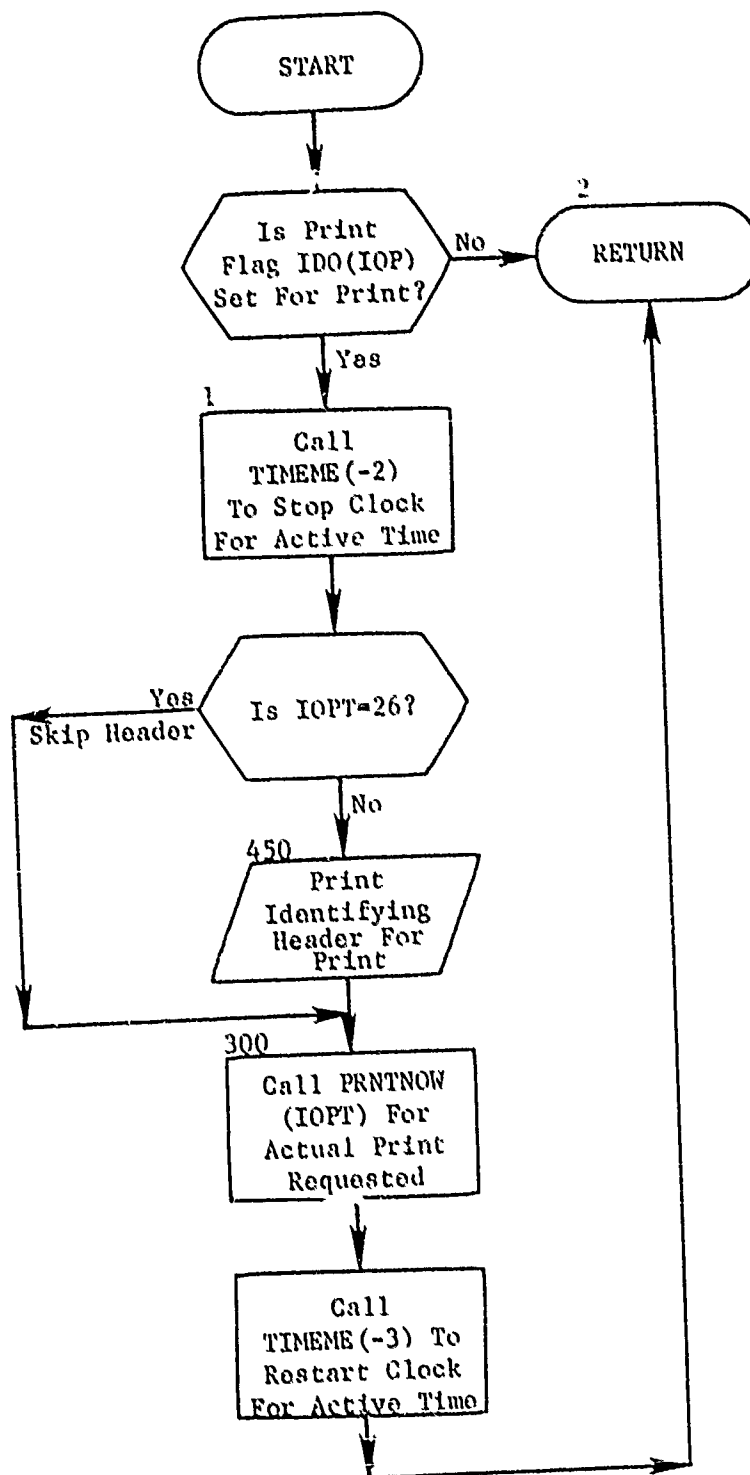 START
Is Print
Flag IDO(IOP)
Set For Print?
No
2
RETURN
Yes
1
Call
TIMEME(-2)
To Stop Clock
For Active Time
Is IOPT=26?
Yes
Skip Header
No
450
Print
Identifying
Header For
Print
300
Call PRNTNOW
(IOPT) For
Actual Print
Requested
Call
TIMEME(-3) To
Restart Clock
For Active Time